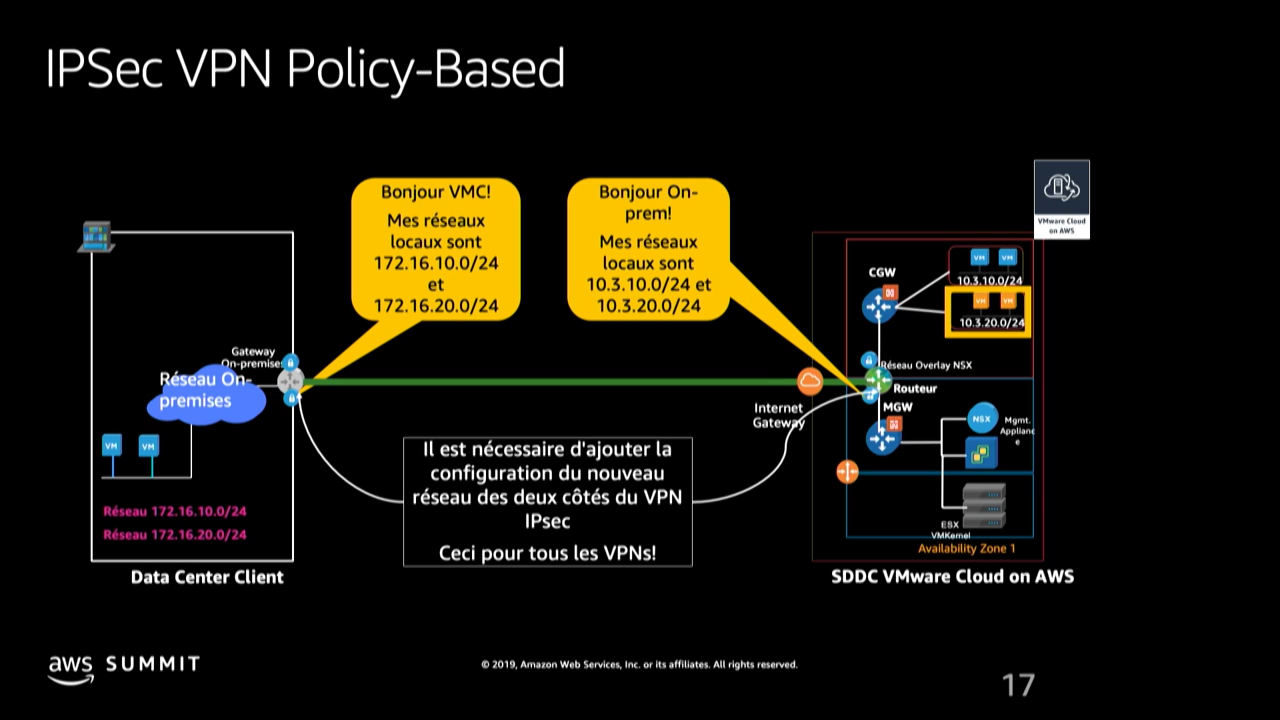 IPSec VPN Policy-Based
Bonjour VMC!
Mes réseaux
locaux sont
172.16.10.0/24
et
172.16.20.0/24
Bonjour On-
prem!
Mes réseaux
locaux sont
10.3.10.0/24 et
10.3.20.0/24
VMware Cloud
on AWS
CGW
VM
VM
10.3.10.0/24
VM
VM
10.3.20.0/24
Gateway
On-premises
Réseau On-
premises
VM
VM
Réseau 172.16.10.0/24
Réseau 172.16.20.0/24
Data Center Client
Il est nécessaire d'ajouter la
configuration du nouveau
réseau des deux côtés du VPN
IPsec
Ceci pour tous les VPNs!
Internet
Gateway
Réseau Overlay NSX
Routeur
MGW
NSX
Mgmt.
Applianc
e
ESX
VMKernel
Availability Zone 1
SDDC VMware Cloud on AWS
aws SUMMIT
© 2019, Amazon Web Services, Inc. or its affiliates. All rights reserved.
17